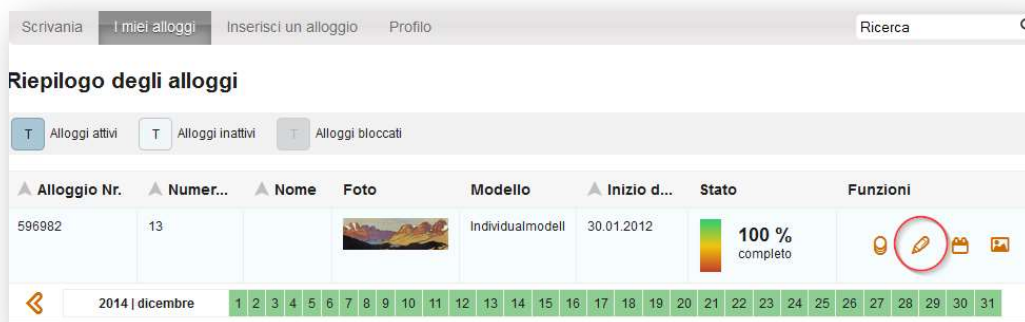 Scrivania I miei alloggi Inserisci un alloggio Profilo Ricerca
Riepilogo degli alloggi
T Alloggi attivi T Alloggi inattivi T Alloggi bloccati
Alloggio Nr. Numer... Nome Foto Modello Inizio d... Stato Funzioni
596982 13 Individualmodell 30.01.2012 100 %
completo
2014 | dicembre 1 2 3 4 5 6 7 8 9 10 11 12 13 14 15 16 17 18 19 20 21 22 23 24 25 26 27 28 29 30 31